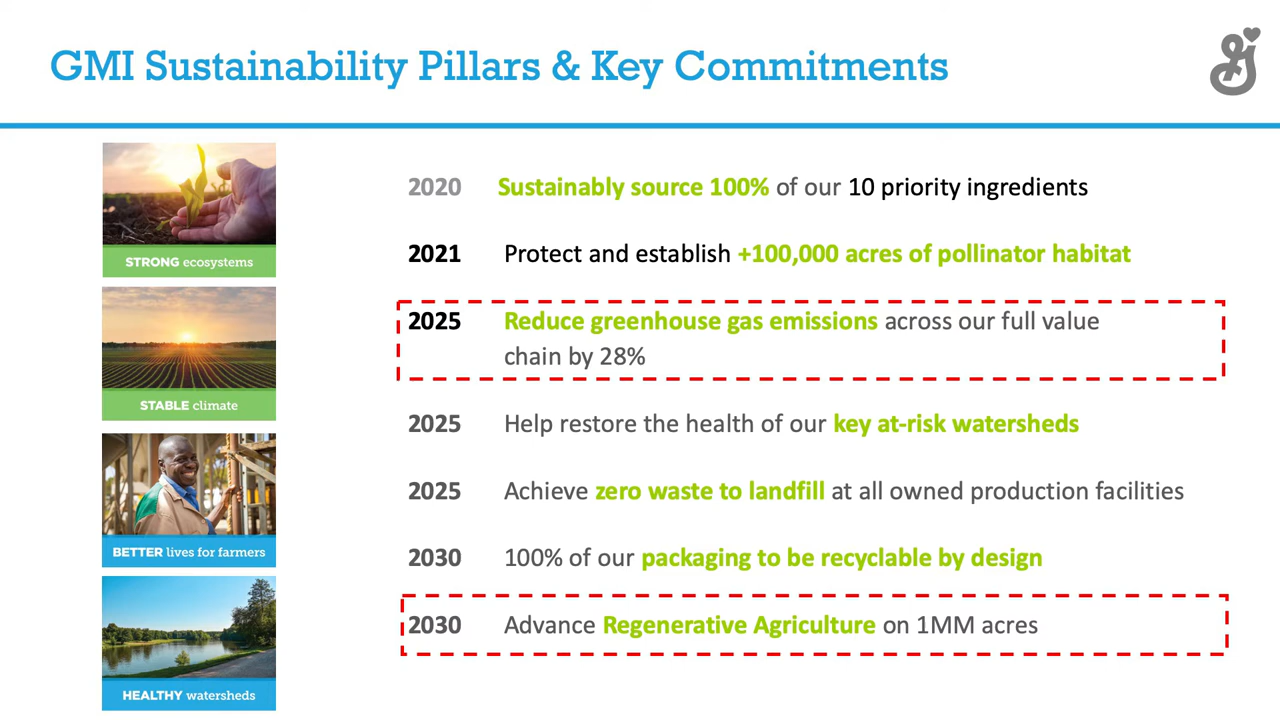 GMI Sustainability Pillars & Key Commitments
STRONG ecosystems
STABLE climate
BETTER lives for farmers
HEALTHY watersheds
2020 Sustainably source 100% of our 10 priority ingredients
2021 Protect and establish +100,000 acres of pollinator habitat
2025 Reduce greenhouse gas emissions across our full value
chain by 28%
2025 Help restore the health of our key at-risk watersheds
2025 Achieve zero waste to landfill at all owned production facilities
2030 100% of our packaging to be recyclable by design
2030 Advance Regenerative Agriculture on 1MM acres